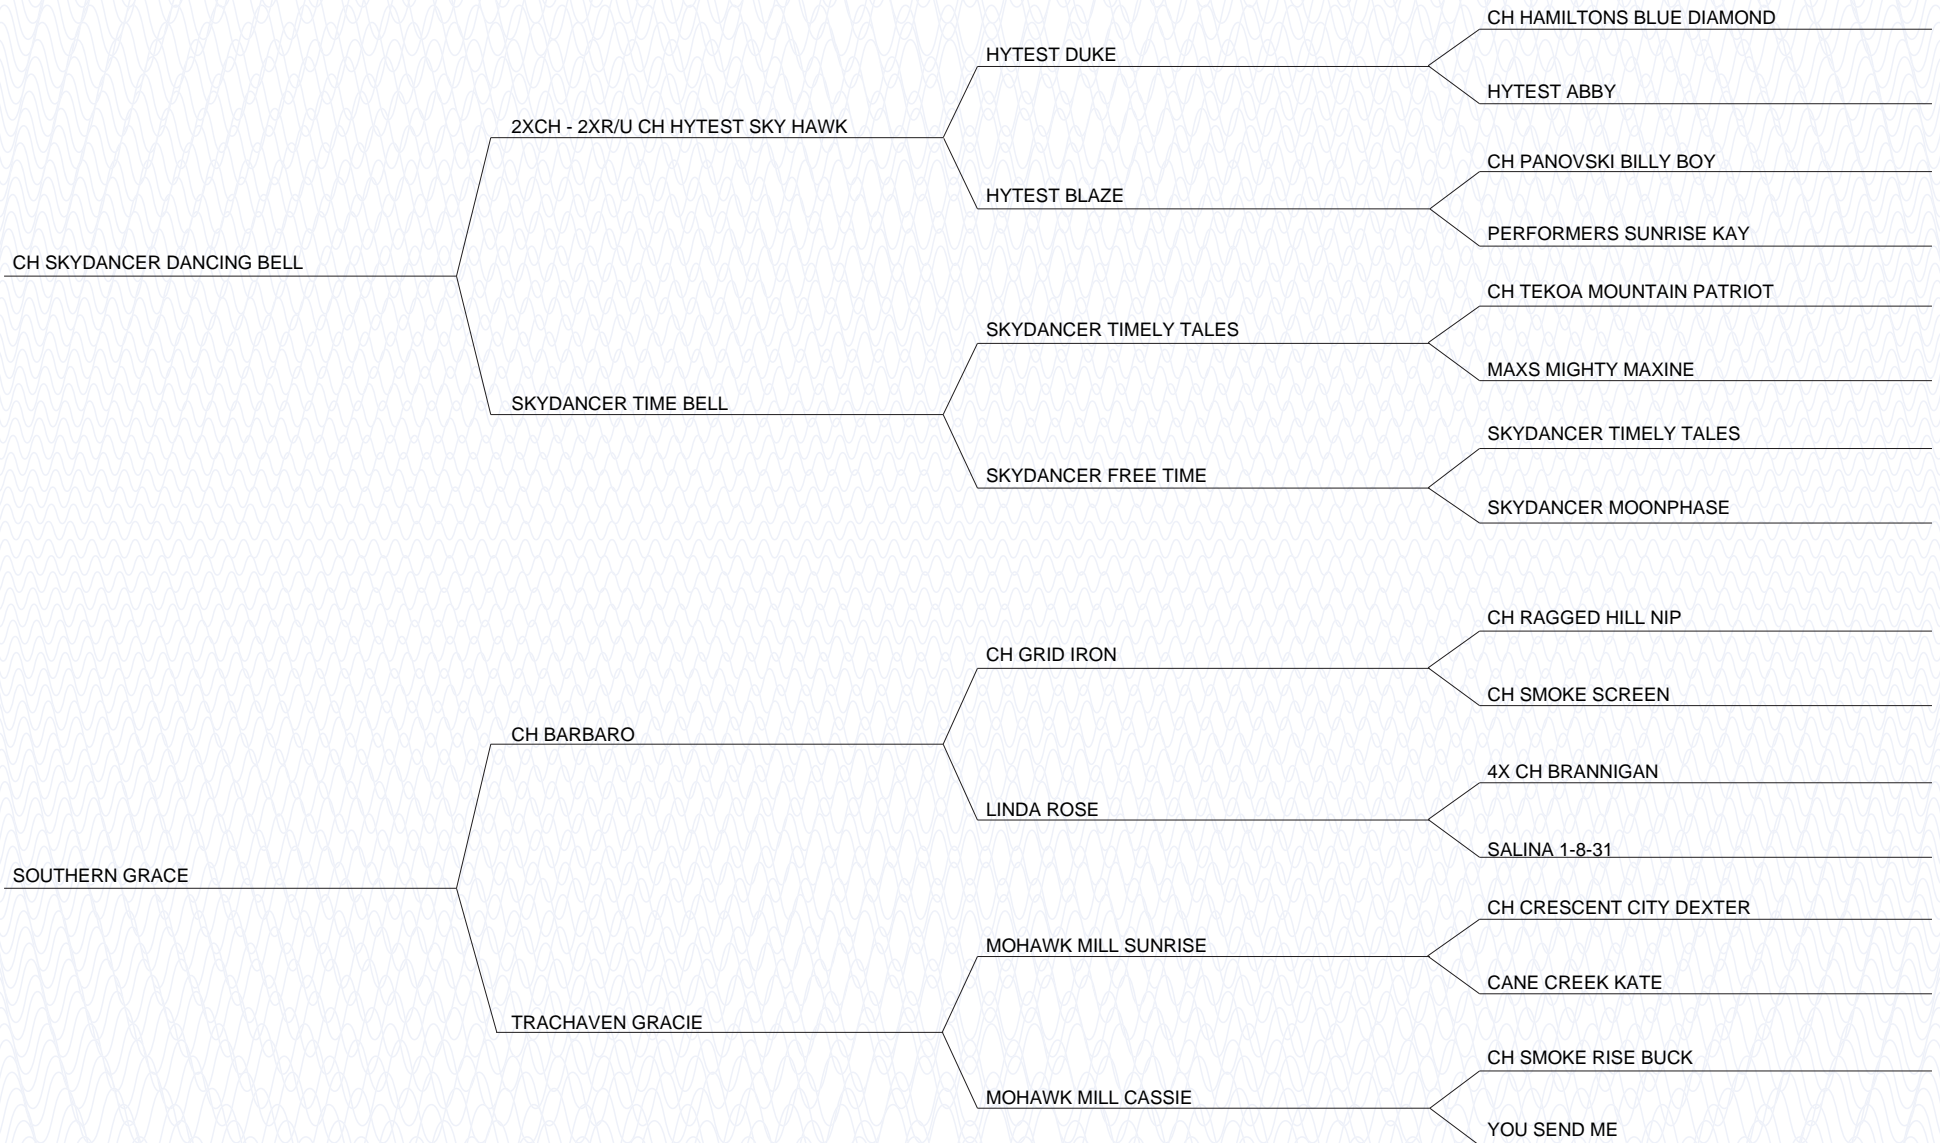 CH HAMILTONS BLUE DIAMOND
HYTEST DUKE
HYTEST ABBY
2XCH - 2XR/U CH HYTEST SKY HAWK
CH PANOVSKI BILLY BOY
HYTEST BLAZE
PERFORMERS SUNRISE KAY
CH SKYDANCER DANCING BELL
CH TEKOA MOUNTAIN PATRIOT
SKYDANCER TIMELY TALES
MAXS MIGHTY MAXINE
SKYDANCER TIME BELL
SKYDANCER TIMELY TALES
SKYDANCER FREE TIME
SKYDANCER MOONPHASE
CH RAGGED HILL NIP
CH GRID IRON
CH SMOKE SCREEN
CH BARBARO
4X CH BRANNIGAN
LINDA ROSE
SALINA 1-8-31
SOUTHERN GRACE
CH CRESCENT CITY DEXTER
MOHAWK MILL SUNRISE
CANE CREEK KATE
TRACHAVEN GRACIE
CH SMOKE RISE BUCK
MOHAWK MILL CASSIE
YOU SEND ME